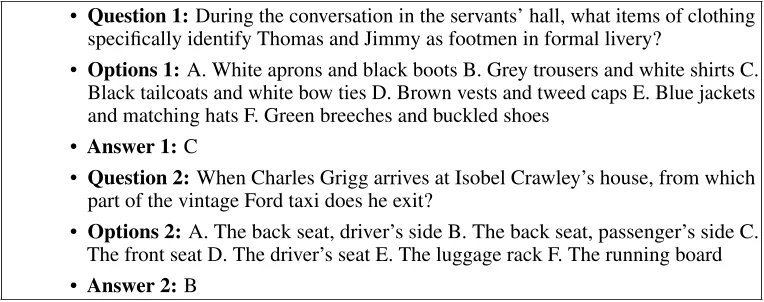 • Question 1: During the conversation in the servants’ hall, what items of clothing
specifically identify Thomas and Jimmy as footmen in formal livery?
• Options 1: A. White aprons and black boots B. Grey trousers and white shirts C.
Black tailcoats and white bow ties D. Brown vests and tweed caps E. Blue jackets
and matching hats F. Green breeches and buckled shoes
• Answer 1: C
• Question 2: When Charles Grigg arrives at Isobel Crawley’s house, from which
part of the vintage Ford taxi does he exit?
• Options 2: A. The back seat, driver’s side B. The back seat, passenger’s side C.
The front seat D. The driver’s seat E. The luggage rack F. The running board
• Answer 2: B